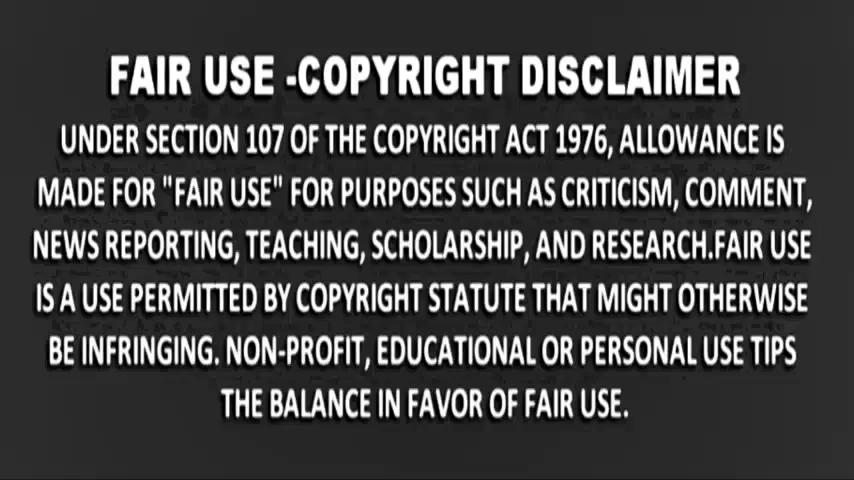 FAIR USE -COPYRIGHT DISCLAIMER
UNDER SECTION 107 OF THE COPYRIGHT ACT 1976, ALLOWANCE IS
MADE FOR "FAIR USE" FOR PURPOSES SUCH AS CRITICISM, COMMENT,
NEWS REPORTING, TEACHING, SCHOLARSHIP, AND RESEARCH.FAIR USE
IS A USE PERMITTED BY COPYRIGHT STATUTE THAT MIGHT OTHERWISE
BE INFRINGING. NON-PROFIT, EDUCATIONAL OR PERSONAL USE TIPS
THE BALANCE IN FAVOR OF FAIR USE.